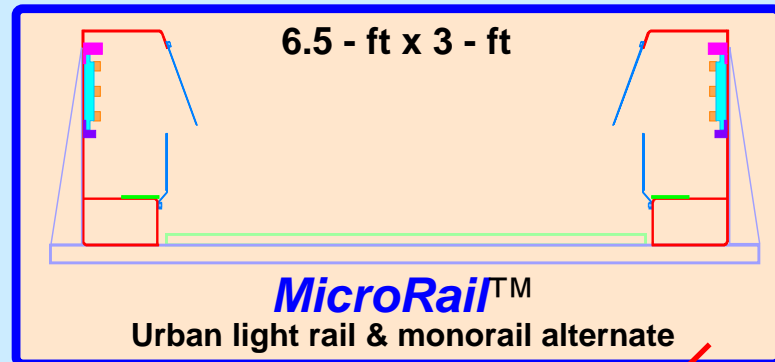 6.5 - ft x 3 - ft
MicroRail™
Urban light rail & monorail alternate